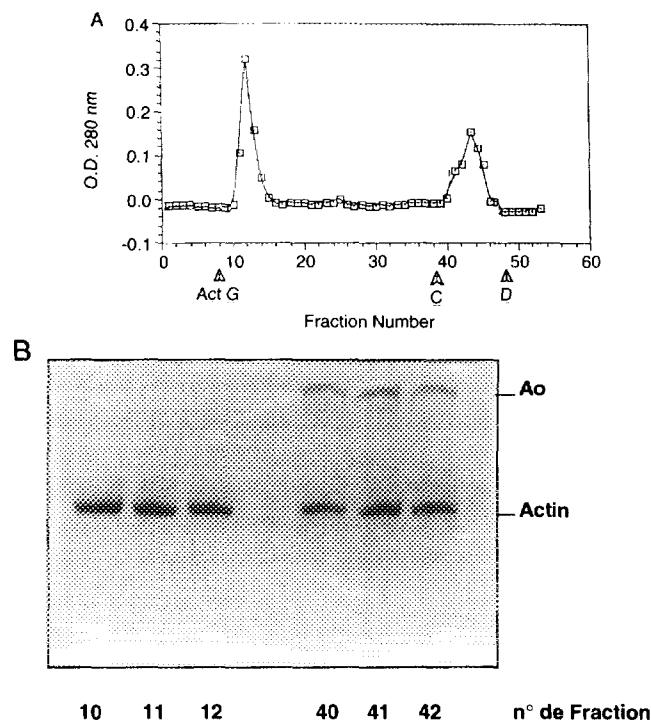 A
0.4
0.3
0.2
0.1
0.0
-0.1
O.D. 280 nm
0 10 20 30 40 50 60
Act G C D
Fraction Number
B
Ao
Actin
10 11 12 40 41 42 n° de Fraction